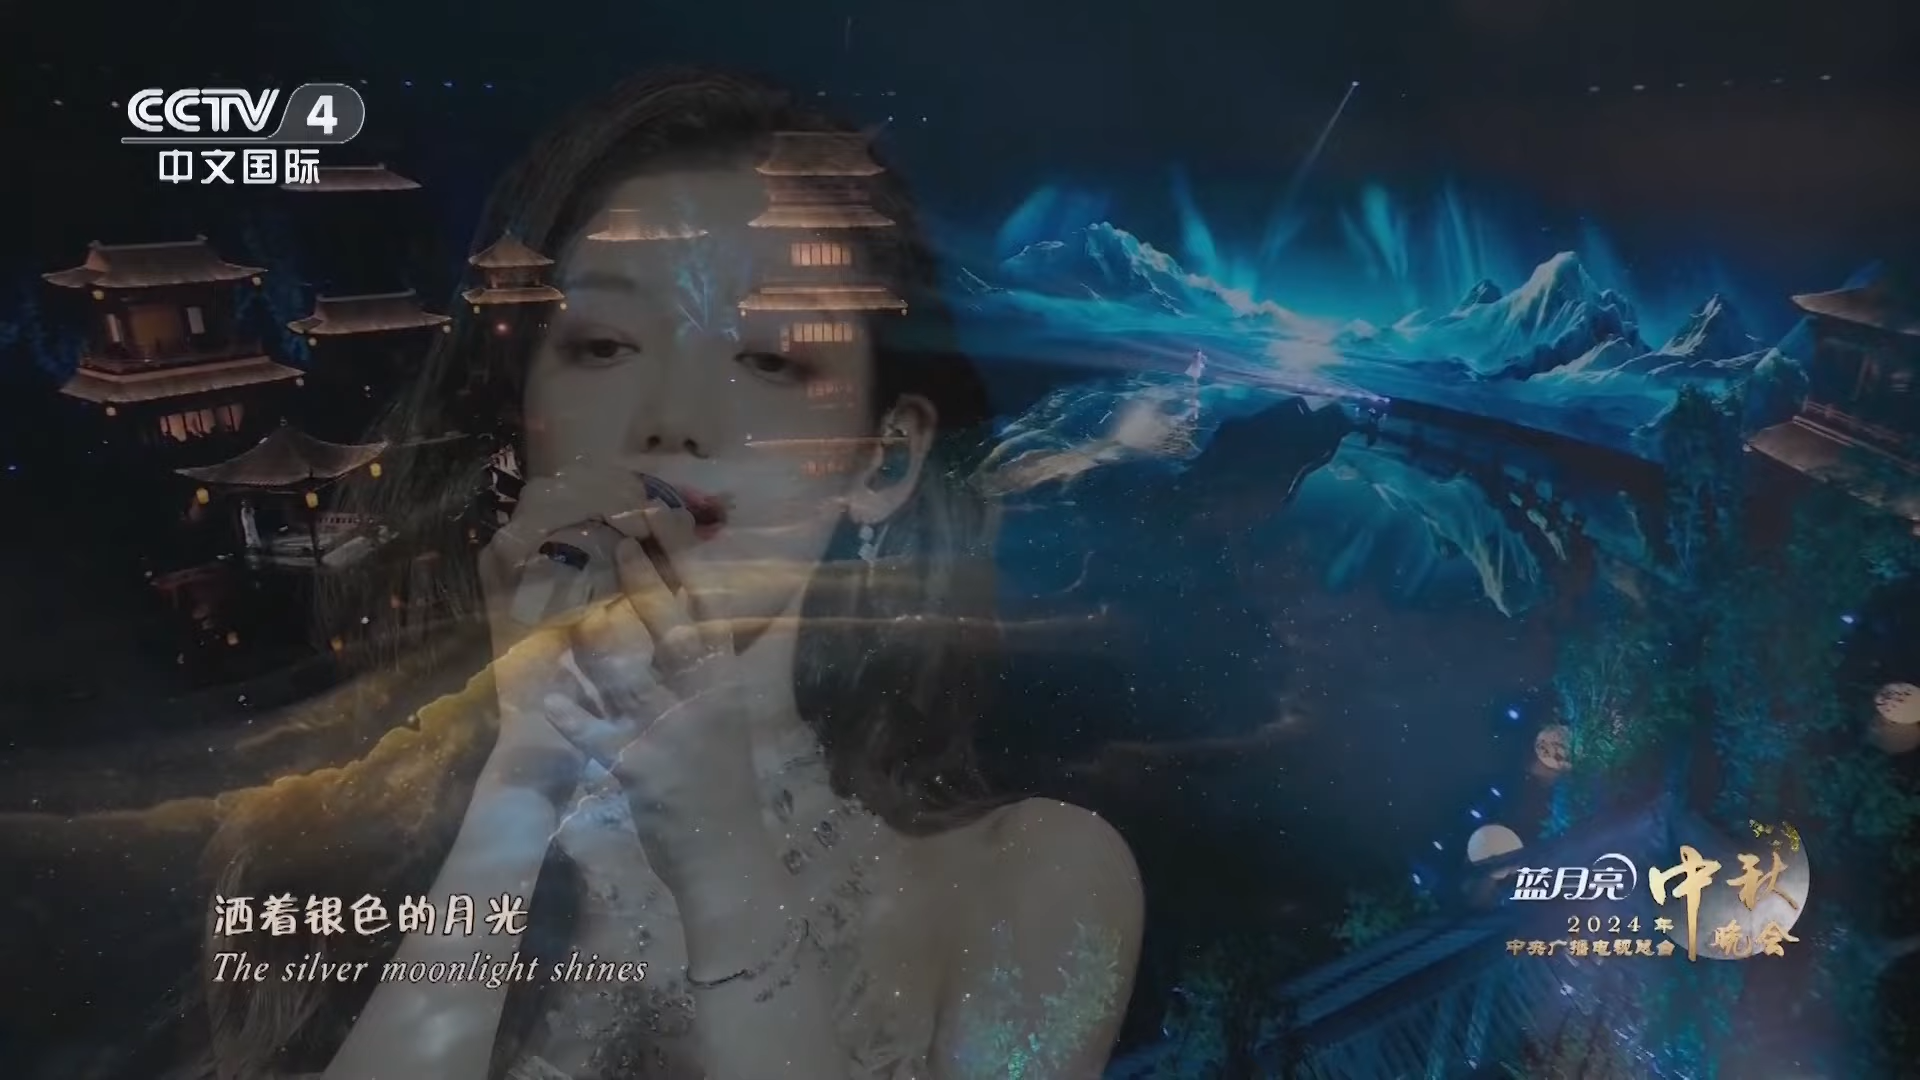 CCTV 4
中文国际
洒着银色的月光
The silver moonlight shines
蓝月亮
2024年
中央广播电视总台
中秋
晚会